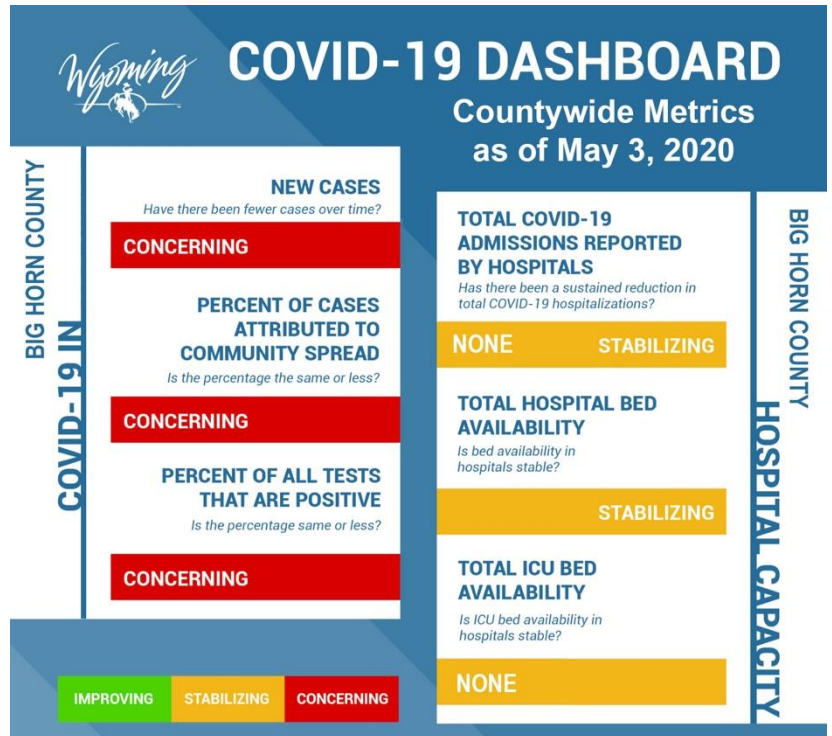 Wyoming
COVID-19 DASHBOARD
Countywide Metrics
as of May 3, 2020
BIG HORN COUNTY
COVID-19 IN
NEW CASES
Have there been fewer cases over time?
CONCERNING
PERCENT OF CASES
ATTRIBUTED TO
COMMUNITY SPREAD
Is the percentage the same or less?
CONCERNING
PERCENT OF ALL TESTS
THAT ARE POSITIVE
Is the percentage same or less?
CONCERNING
IMPROVING STABILIZING CONCERNING
TOTAL COVID-19
ADMISSIONS REPORTED
BY HOSPITALS
Has there been a sustained reduction in
total COVID-19 hospitalizations?
NONE STABILIZING
TOTAL HOSPITAL BED
AVAILABILITY
Is bed availability in
hospitals stable?
STABILIZING
TOTAL ICU BED
AVAILABILITY
Is ICU bed availability in
hospitals stable?
NONE
BIG HORN COUNTY
HOSPITAL CAPACITY